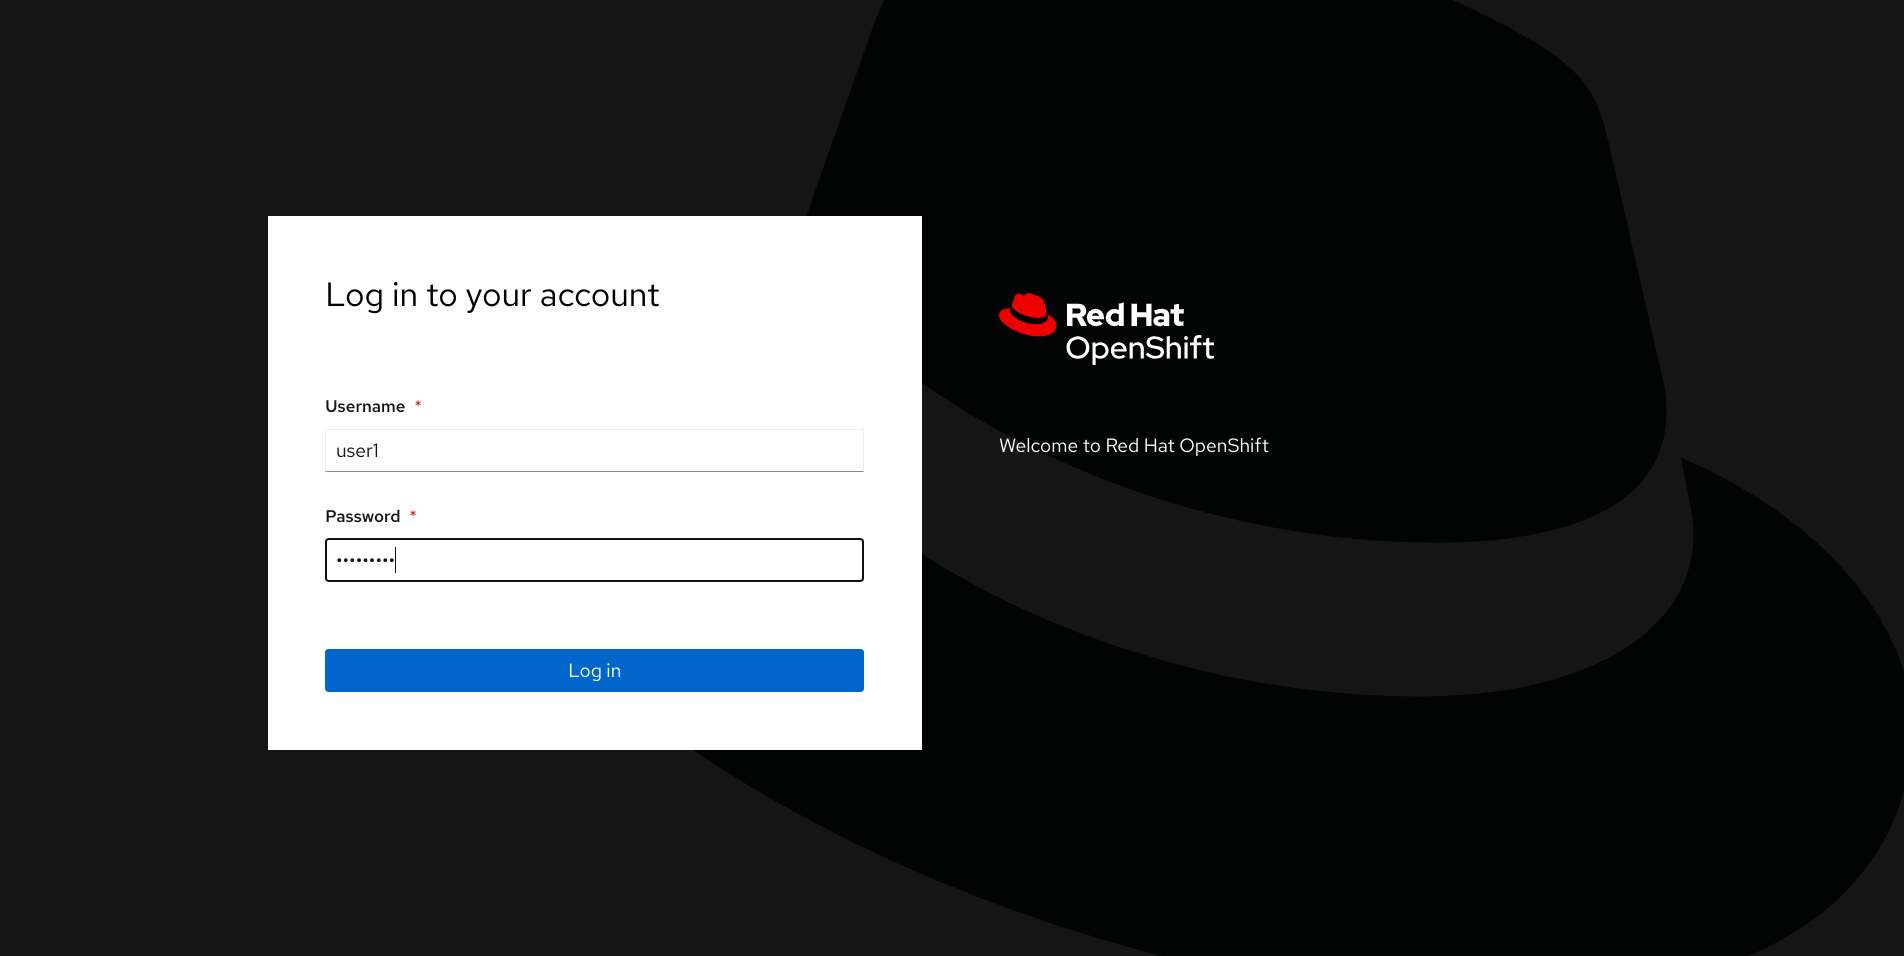 Log in to your account
Username *
user1
Password *
•••••••••
Log in
Red Hat
OpenShift
Welcome to Red Hat OpenShift